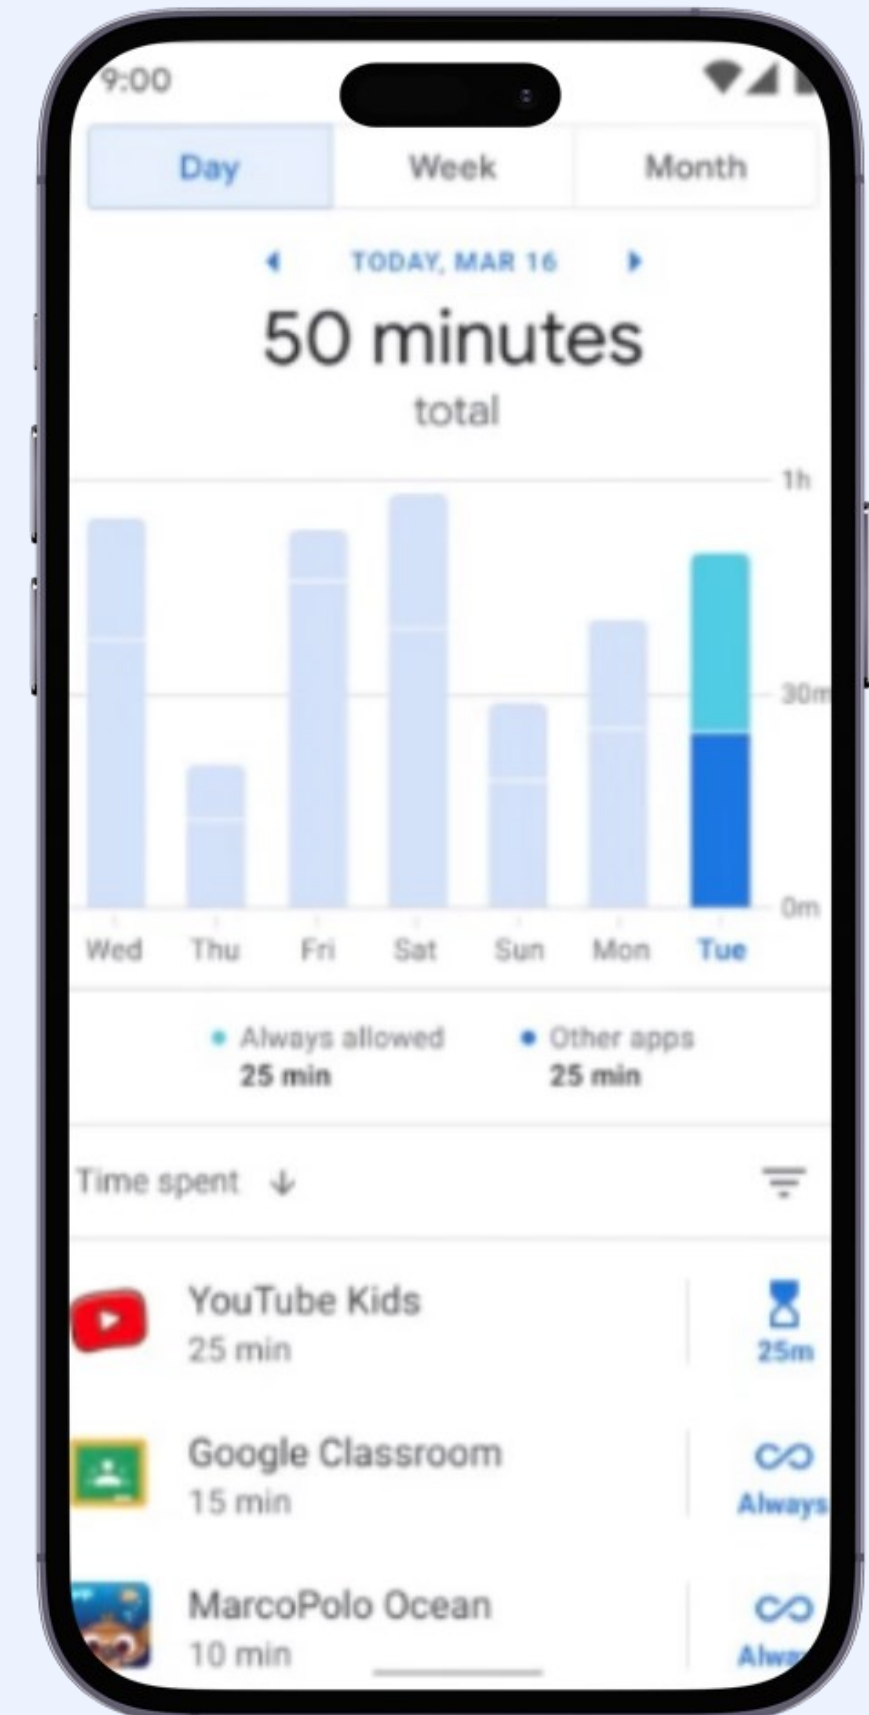 9:00
Day Week Month
TODAY, MAR 16
50 minutes
total
1h
30m
0m
Wed Thu Fri Sat Sun Mon Tue
Always allowed Other apps
25 min 25 min
Time spent
YouTube Kids
25 min
25m
Google Classroom
15 min
Always
MarcoPolo Ocean
10 min
Alway